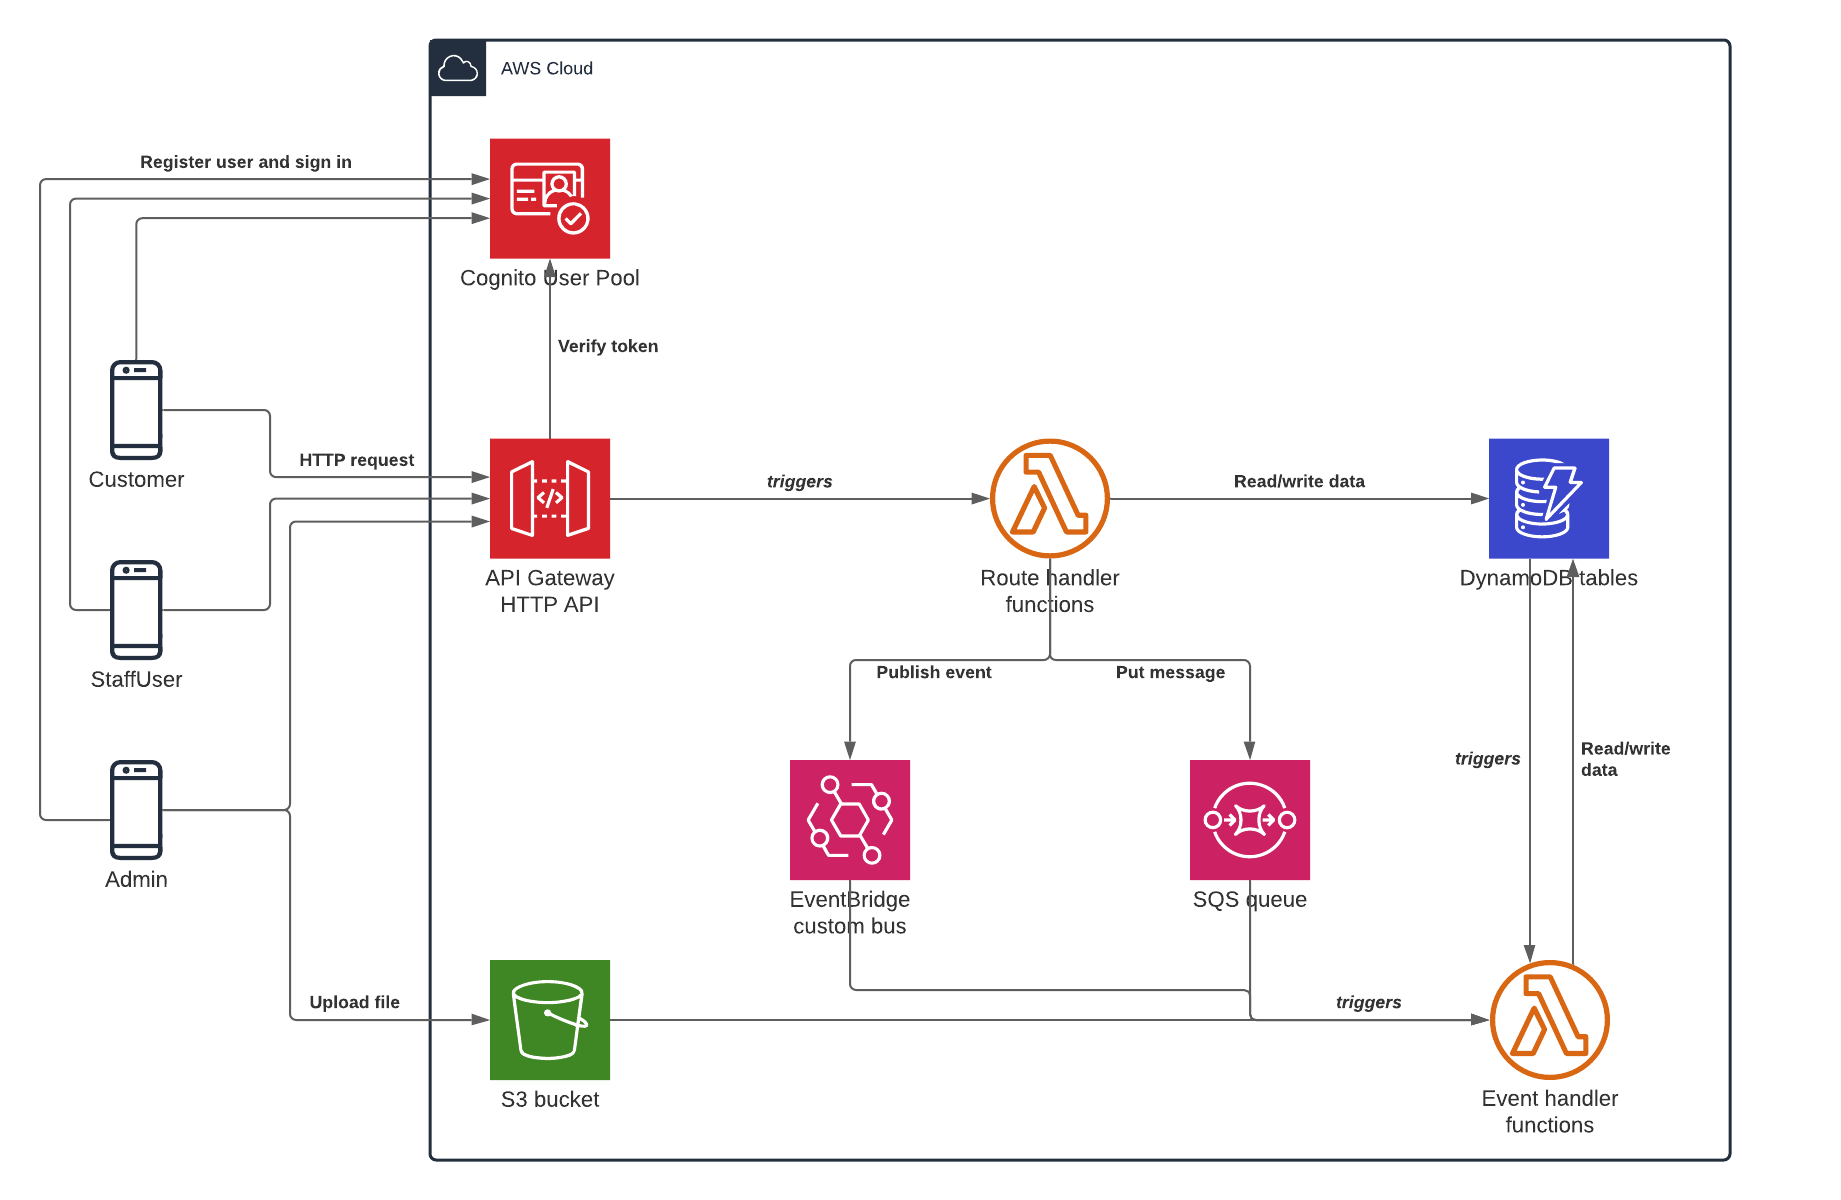 AWS Cloud
Register user and sign in
Cognito User Pool
Verify token
Customer
HTTP request
triggers
Read/write data
API Gateway
HTTP API
Route handler
functions
DynamoDB tables
StaffUser
Publish event
Put message
triggers
Read/write
data
Admin
EventBridge
custom bus
SQS queue
Upload file
triggers
S3 bucket
Event handler
functions